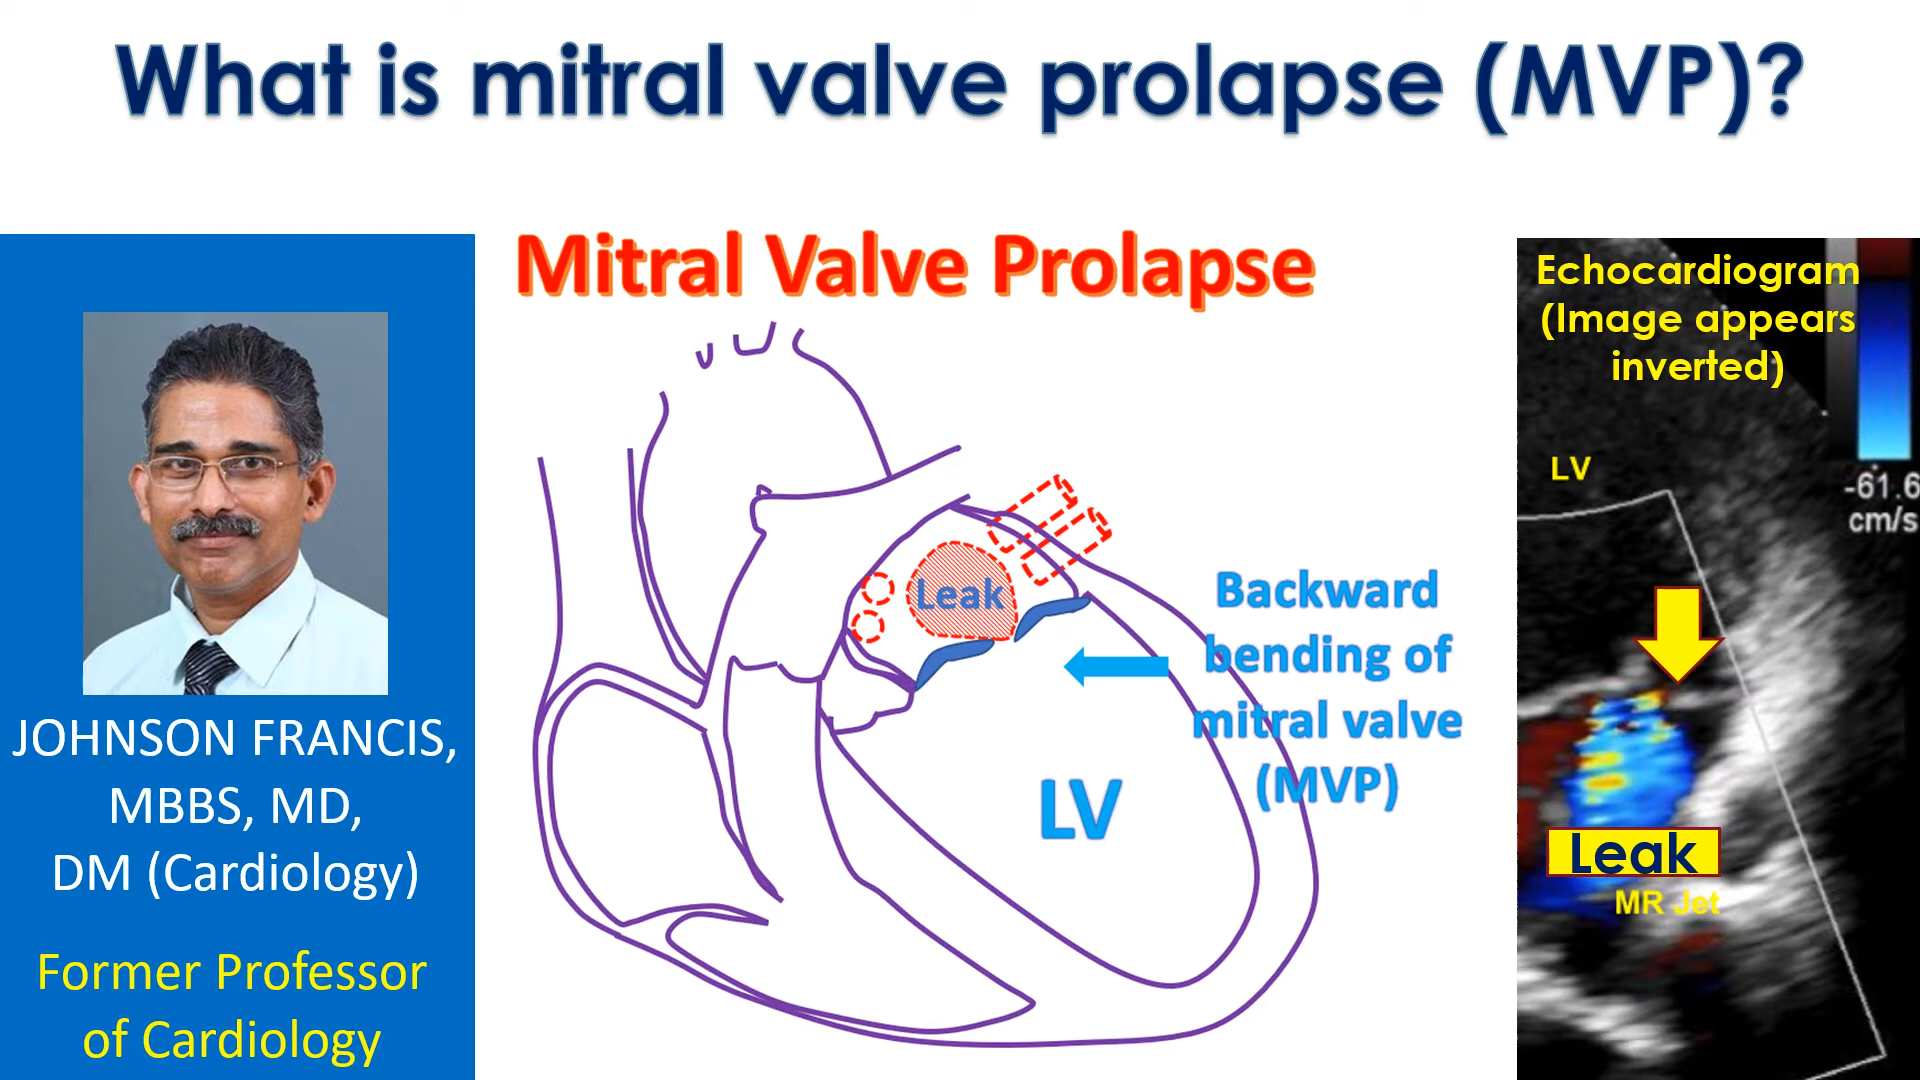 What is mitral valve prolapse (MVP)?
JOHNSON FRANCIS,
MBBS, MD,
DM (Cardiology)
Former Professor
of Cardiology
Mitral Valve Prolapse
Leak
Backward
bending of
mitral valve
(MVP)
LV
Echocardiogram
(Image appears
inverted)
LV
-61.6
cm/s
Leak
MR Jet